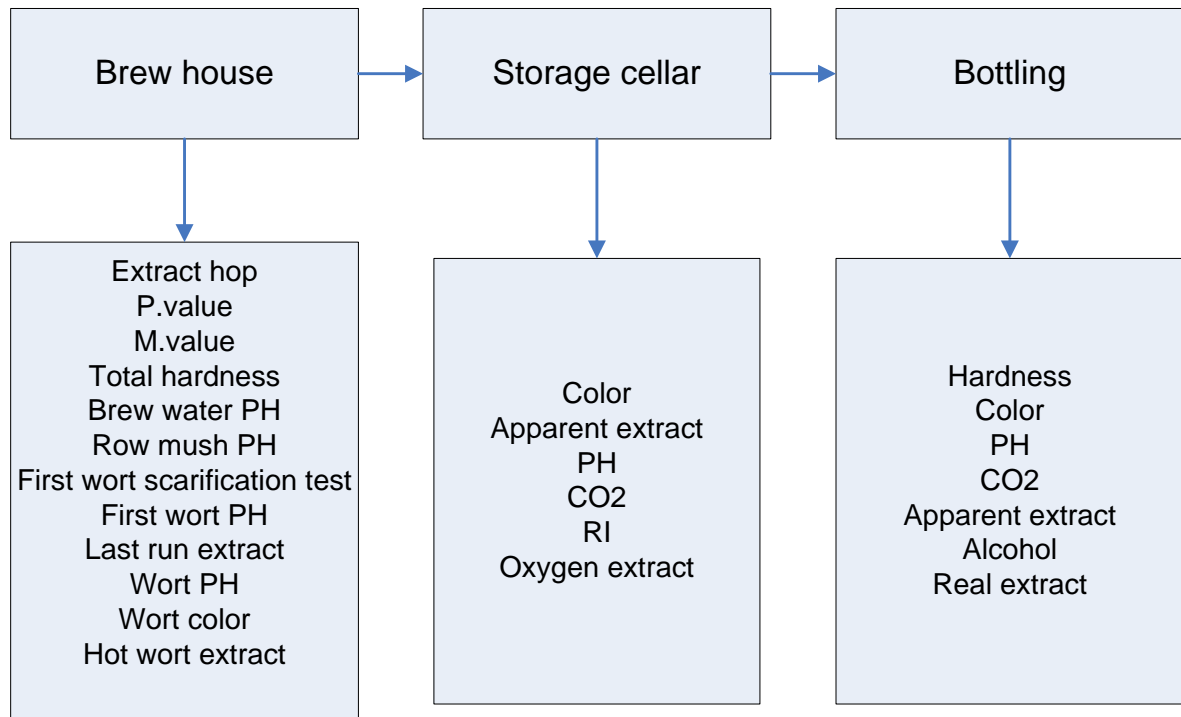 Brew house
Storage cellar
Bottling
Extract hop
P.value
M.value
Total hardness
Brew water PH
Row mush PH
First wort scarification test
First wort PH
Last run extract
Wort PH
Wort color
Hot wort extract
Color
Apparent extract
PH
CO2
RI
Oxygen extract
Hardness
Color
PH
CO2
Apparent extract
Alcohol
Real extract